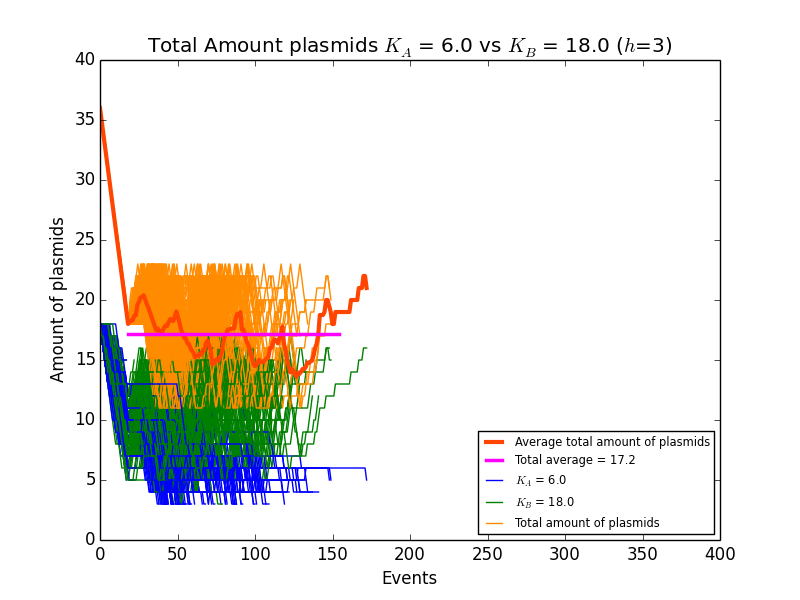 Total Amount plasmids K_A = 6.0 vs K_B = 18.0 (h=3)
40
35
30
25
20
15
10
5
0
Amount of plasmids
Average total amount of plasmids
Total average = 17.2
K_A = 6.0
K_B = 18.0
Total amount of plasmids
0 50 100 150 200 250 300 350 400
Events